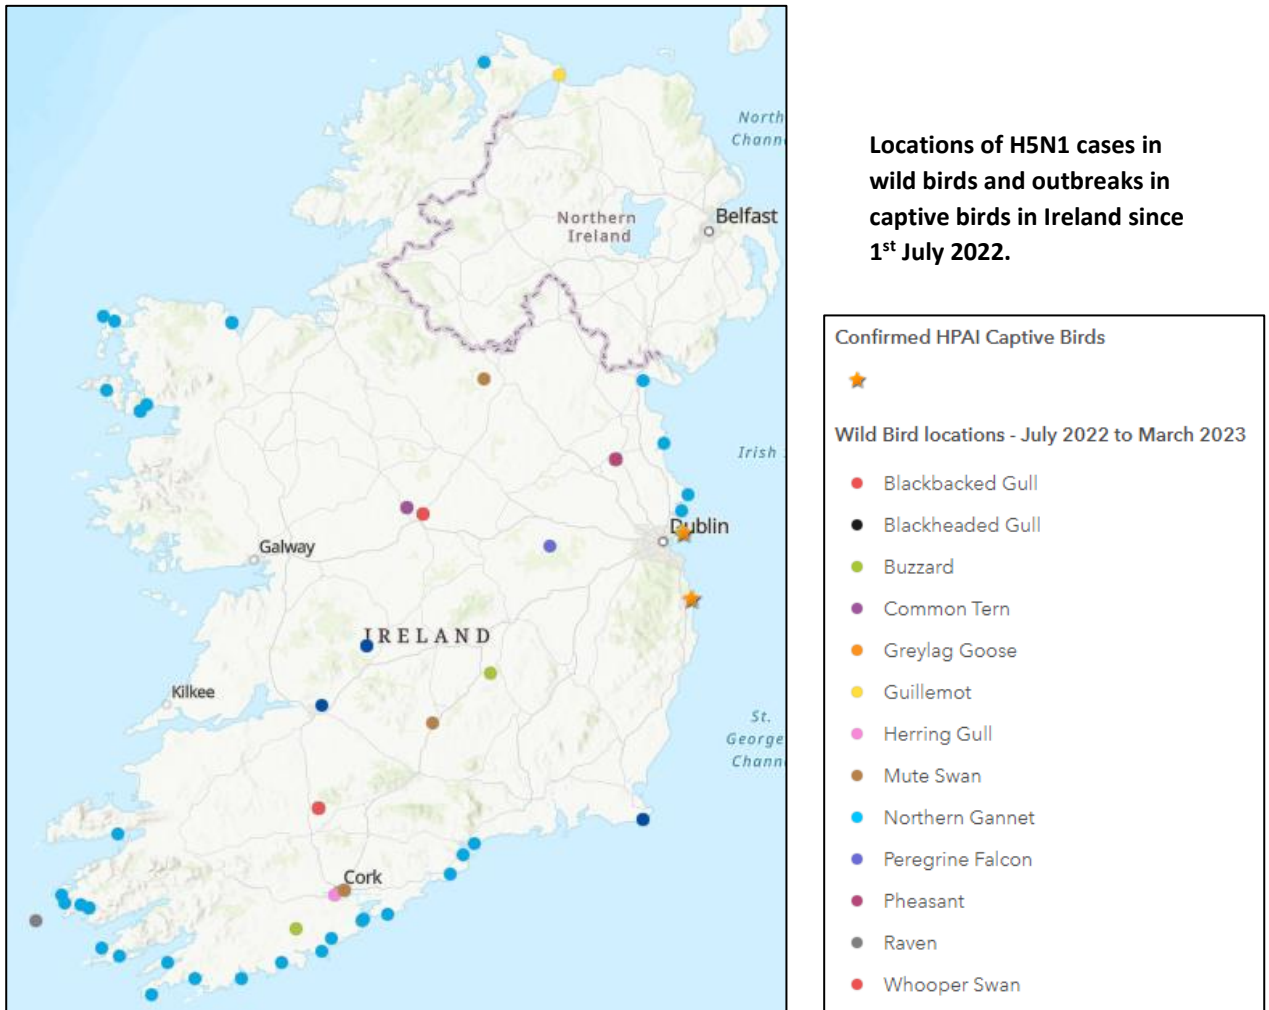 North
Chann
Northern
Ireland
Belfast
Irish
Dublin
Galway
IRELAND
Kilkee
St.
George
Chann
Cork
Locations of H5N1 cases in
wild birds and outbreaks in
captive birds in Ireland since
1st July 2022.
Confirmed HPAI Captive Birds
Wild Bird locations - July 2022 to March 2023
Blackbacked Gull
Blackheaded Gull
Buzzard
Common Tern
Greylag Goose
Guillemot
Herring Gull
Mute Swan
Northern Gannet
Peregrine Falcon
Pheasant
Raven
Whooper Swan